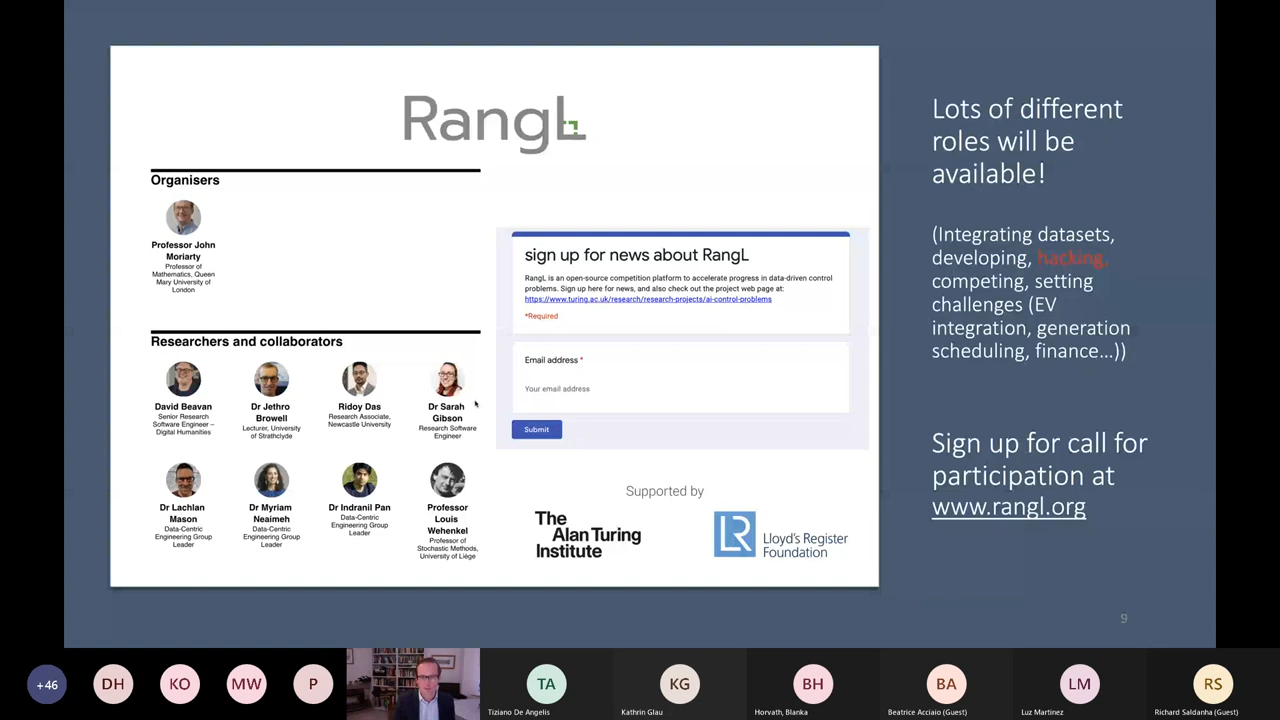 RangL
Organisers
Professor John
Moriarty
Professor of
Mathematics, Queen
Mary University of
London
Researchers and collaborators
David Beavan
Senior Research
Software Engineer –
Digital Humanities
Dr Jethro
Browell
Lecturer, University
of Strathclyde
Ridoy Das
Research Associate,
Newcastle University
Dr Sarah
Gibson
Research Software
Engineer
Dr Lachlan
Mason
Data-Centric
Engineering Group
Leader
Dr Myriam
Neaimeh
Data-Centric
Engineering Group
Leader
Dr Indranil Pan
Data-Centric
Engineering Group
Leader
Professor
Louis
Wehenkel
Professor of
Stochastic Methods,
University of Liège
sign up for news about RangL
RangL is an open-source competition platform to accelerate progress in data-driven control
problems. Sign up here for news, and also check out the project web page at:
https://www.turing.ac.uk/research/research-projects/ai-control-problems
*Required
Email address *
Your email address
Submit
Supported by
The
Alan Turing
Institute
LR
Lloyd's Register
Foundation
Lots of different
roles will be
available!
(Integrating datasets,
developing, hacking,
competing, setting
challenges (EV
integration, generation
scheduling, finance...))
Sign up for call for
participation at
www.rangl.org
9
+46
DH
KO
MW
P
TA
Tiziano De Angelis
KG
Kathrin Glau
BH
Horvath, Blanka
BA
Beatrice Acciaio (Guest)
LM
Luz Martinez
RS
Richard Saldanha (Guest)